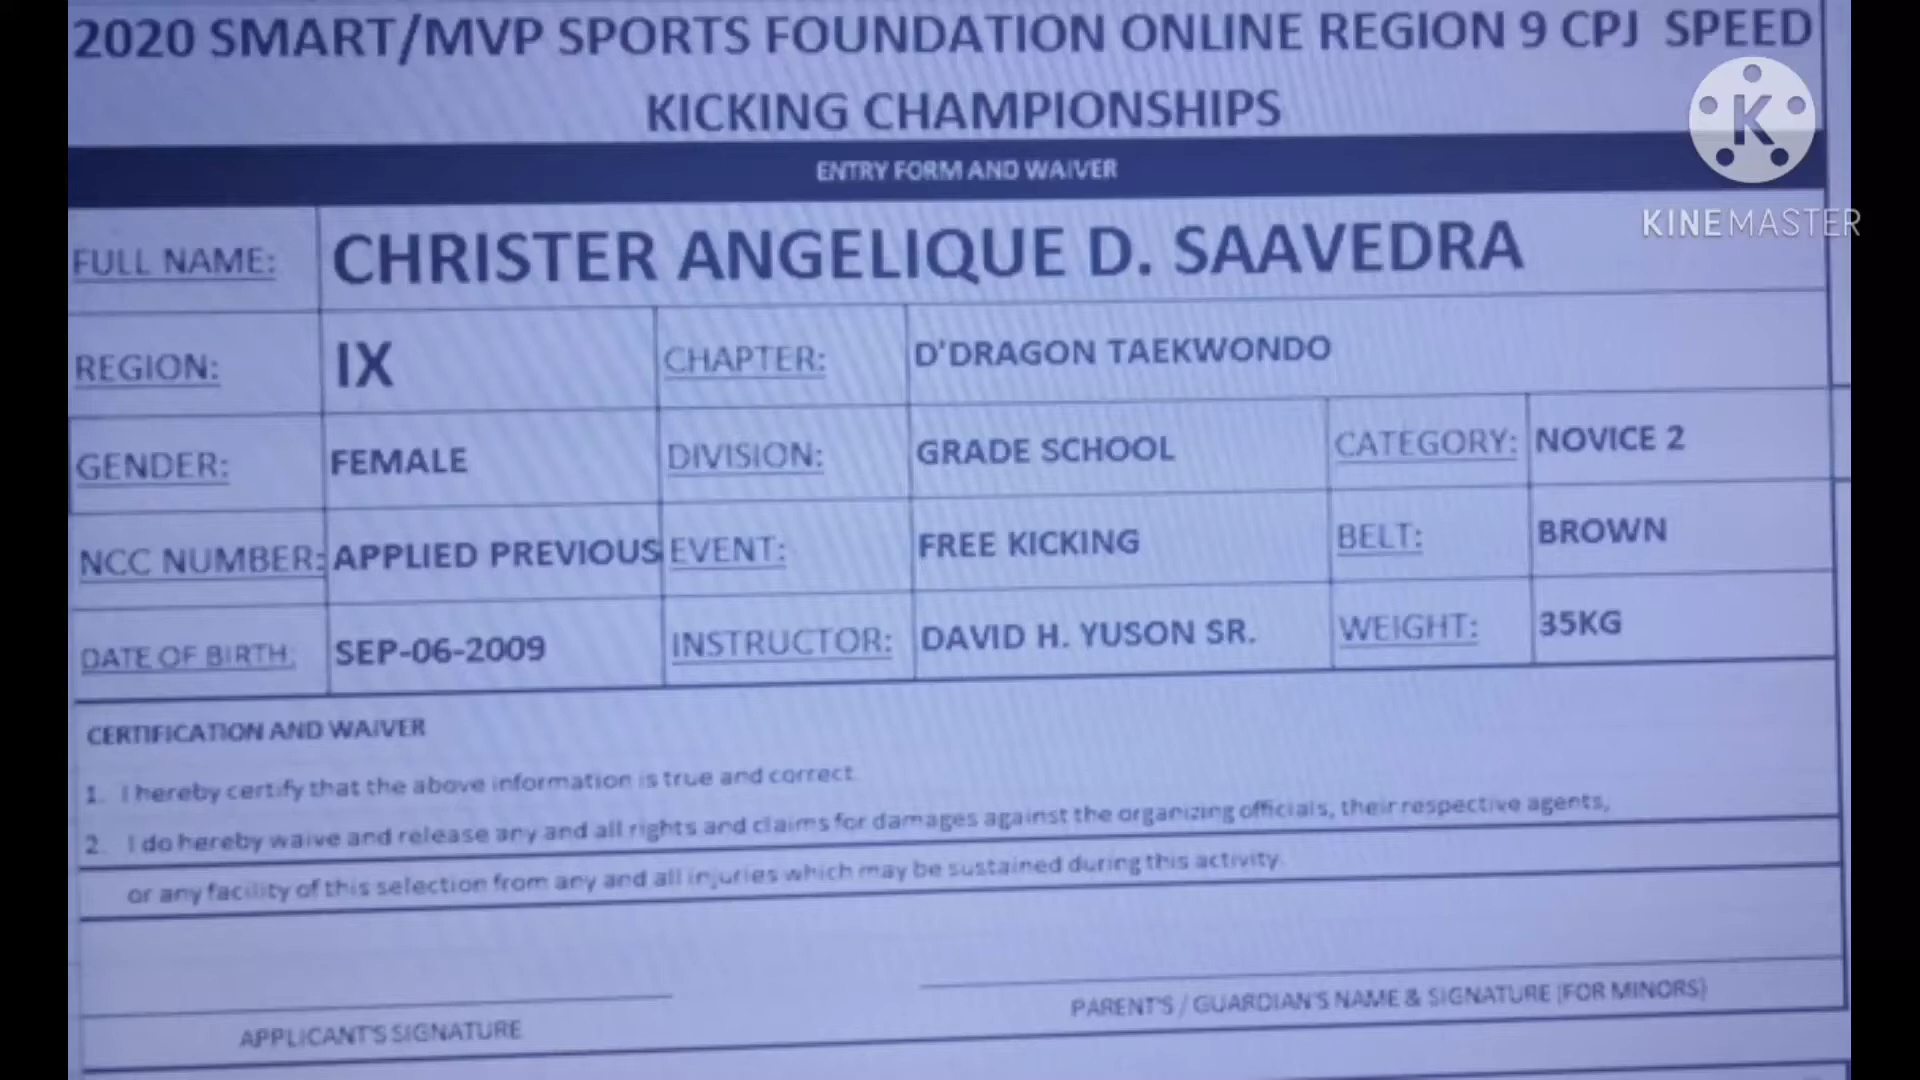 2020 SMART/MVP SPORTS FOUNDATION ONLINE REGION 9 CPJ SPEED
KICKING CHAMPIONSHIPS
ENTRY FORM AND WAIVER
K
KINEMASTER
FULL NAME: CHRISTER ANGELIQUE D. SAAVEDRA
REGION: IX CHAPTER: D'DRAGON TAEKWONDO
GENDER: FEMALE DIVISION: GRADE SCHOOL CATEGORY: NOVICE 2
NCC NUMBER: APPLIED PREVIOUS EVENT: FREE KICKING BELT: BROWN
DATE OF BIRTH: SEP-06-2009 INSTRUCTOR: DAVID H. YUSON SR. WEIGHT: 35KG
CERTIFICATION AND WAIVER
1. I hereby certify that the above information is true and correct.
2. I do hereby waive and release any and all rights and claims for damages against the organizing officials, their respective agents,
or any facility of this selection from any and all injuries which may be sustained during this activity.
APPLICANT'S SIGNATURE PARENT'S / GUARDIAN'S NAME & SIGNATURE (FOR MINORS)